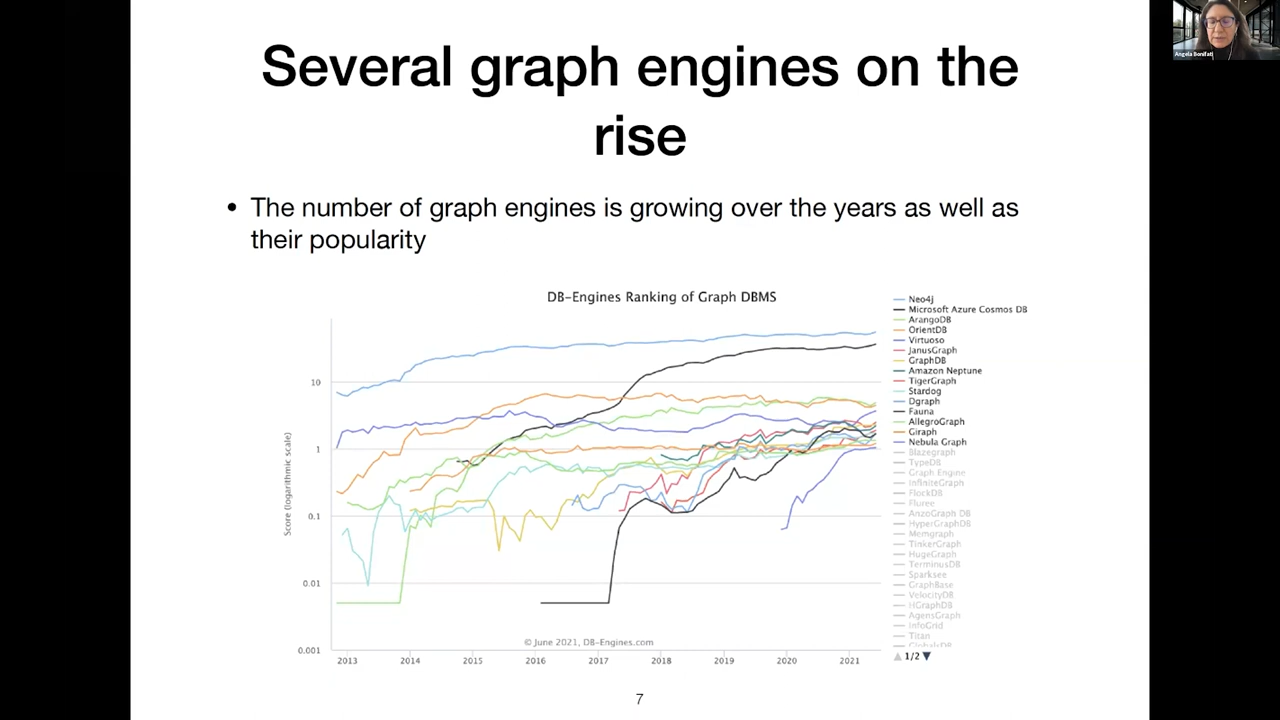 Several graph engines on the
rise
• The number of graph engines is growing over the years as well as
their popularity
DB-Engines Ranking of Graph DBMS
Score (logarithmic scale)
10
1
0.1
0.01
0.001
2013 2014 2015 2016 2017 2018 2019 2020 2021
© June 2021, DB-Engines.com
Neo4j
Microsoft Azure Cosmos DB
ArangoDB
OrientDB
Virtuoso
JanusGraph
GraphDB
Amazon Neptune
TigerGraph
Stardog
Dgraph
Fauna
AllegroGraph
Giraph
Nebula Graph
Blazegraph
TypeDB
Graph Engine
InfiniteGraph
FlockDB
Fluree
AnzoGraph DB
HyperGraphDB
Memgraph
TinkerGraph
HugeGraph
TerminusDB
Sparksee
GraphBase
VelocityDB
HGraphDB
AgensGraph
InfoGrid
Titan
1/2
7
Angela Bonifati